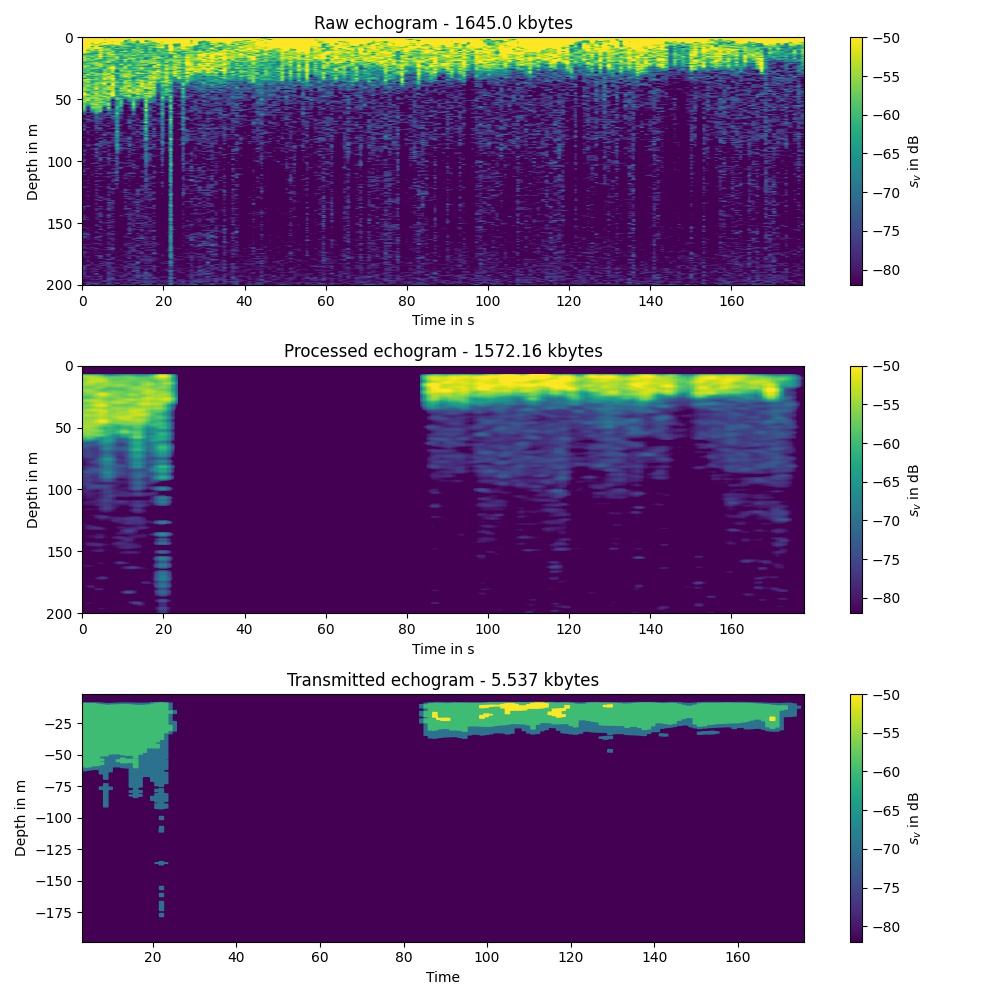 Raw echogram - 1645.0 kbytes
0
50
100
150
200
Depth in m
0 20 40 60 80 100 120 140 160
Time in s
−50
−55
−60
−65
−70
−75
−80
sv in dB
Processed echogram - 1572.16 kbytes
0
50
100
150
200
Depth in m
0 20 40 60 80 100 120 140 160
Time in s
−50
−55
−60
−65
−70
−75
−80
sv in dB
Transmitted echogram - 5.537 kbytes
−25
−50
−75
−100
−125
−150
−175
Depth in m
20 40 60 80 100 120 140 160
Time
−50
−55
−60
−65
−70
−75
−80
sv in dB